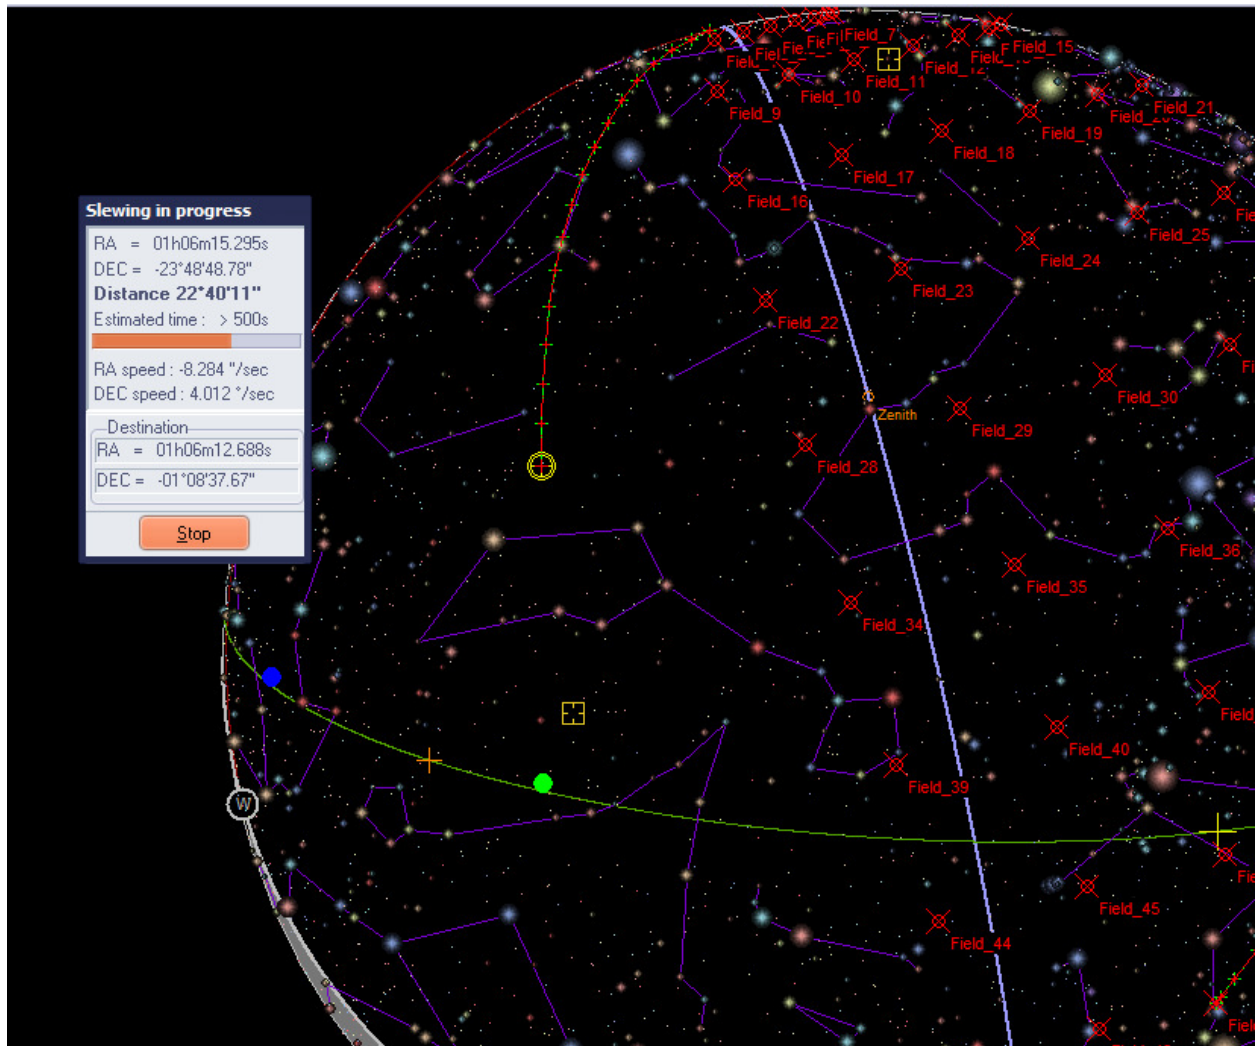 Slewing in progress
RA = 01h06m15.295s
DEC = -23°48'48.78"
Distance 22°40'11"
Estimated time : > 500s
RA speed : -8.284 "/sec
DEC speed : 4.012 °/sec
Destination
RA = 01h06m12.688s
DEC = -01°08'37.67"
Stop
Field_7
Field_15
Field_11
Field_10
Field_9
Field_21
Field_19
Field_18
Field_17
Field_16
Field_25
Field_24
Field_23
Field_22
Field_30
Zenith
Field_29
Field_28
Field_36
Field_35
Field_34
Field_40
Field_39
W
Field_45
Field_44